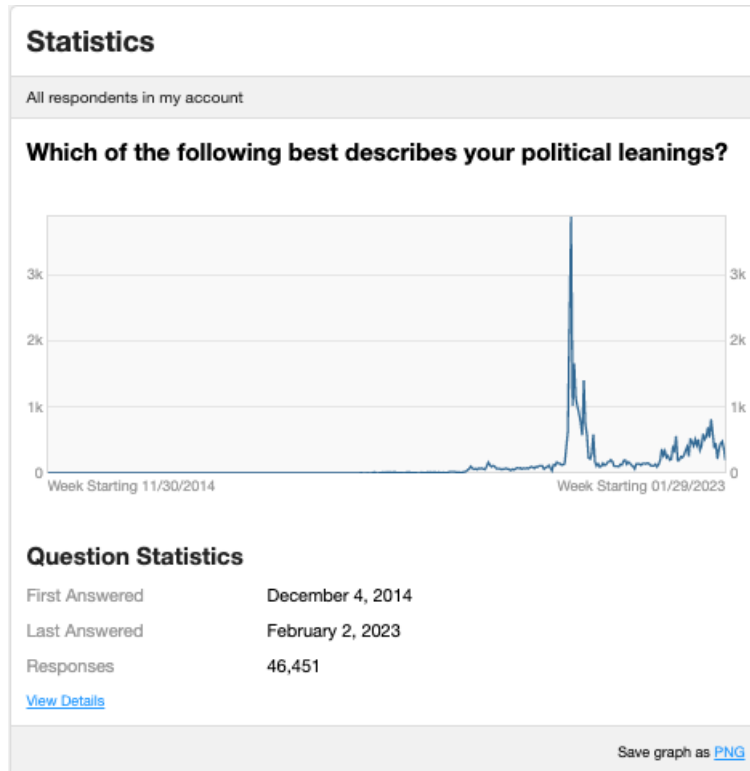 Statistics
All respondents in my account
Which of the following best describes your political leanings?
3k 3k
2k 2k
1k 1k
0 0
Week Starting 11/30/2014 Week Starting 01/29/2023
Question Statistics
First Answered December 4, 2014
Last Answered February 2, 2023
Responses 46,451
View Details
Save graph as PNG